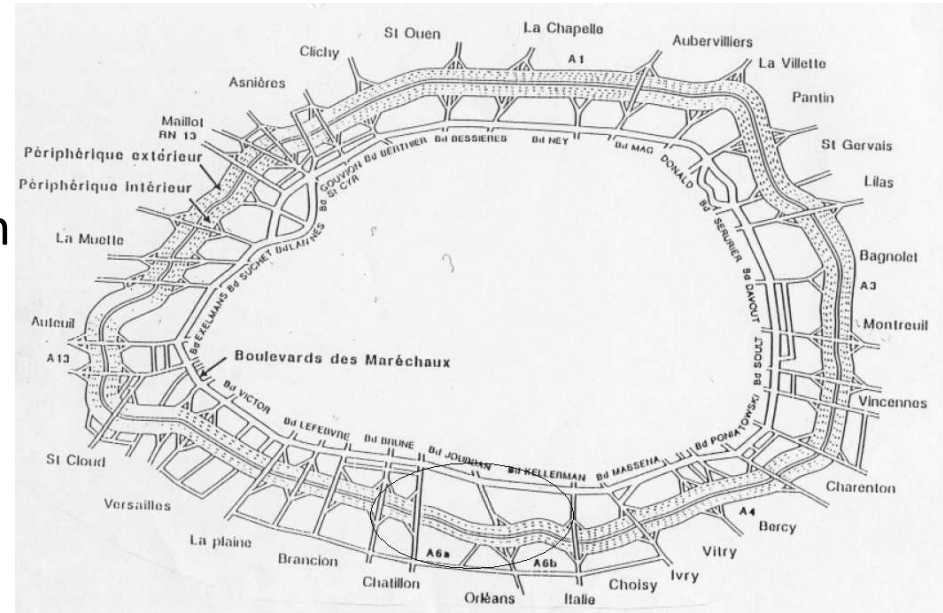 St Ouen
La Chapelle
Clichy
A1
Aubervilliers
Asnières
La Villette
Pantin
Maillot
RN 13
St Gervais
Périphérique extérieur
Périphérique intérieur
Lilas
La Muette
Bagnolet
A3
Auteuil
Montreuil
A13
Vincennes
St Cloud
Charenton
Versailles
A4
Bercy
La plaine
Vitry
Brancion
Ivry
A6a
A6b
Chatillon
Choisy
Orléans
Italie
Boulevards des Maréchaux
Bd LANNES
Bd GOUVION
St CYR
Bd BERTHIER
Bd BESSIERES
Bd NEY
Bd MAC
DONALD
Bd SERURIER
Bd DAVOUT
Bd SOULT
Bd PONIATOWSKI
Bd MASSENA
Bd KELLERMAN
Bd JOURDAN
Bd BRUNE
Bd LEFEBVRE
Bd VICTOR
Bd EXELMANS
Bd SUCHET
n